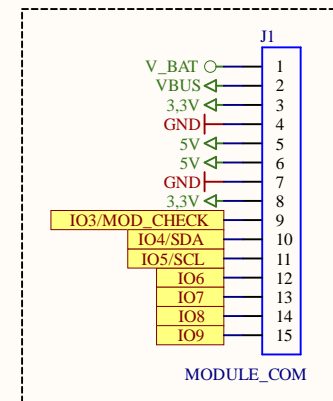 J1
V_BAT 1
VBUS 2
3,3V 3
GND 4
5V 5
5V 6
GND 7
3,3V 8
IO3/MOD_CHECK 9
IO4/SDA 10
IO5/SCL 11
IO6 12
IO7 13
IO8 14
IO9 15
MODULE_COM